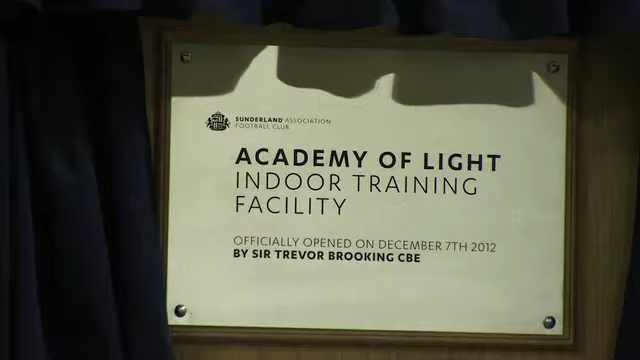 SUNDERLAND ASSOCIATION
FOOTBALL CLUB
ACADEMY OF LIGHT
INDOOR TRAINING
FACILITY
OFFICIALLY OPENED ON DECEMBER 7TH 2012
BY SIR TREVOR BROOKING CBE